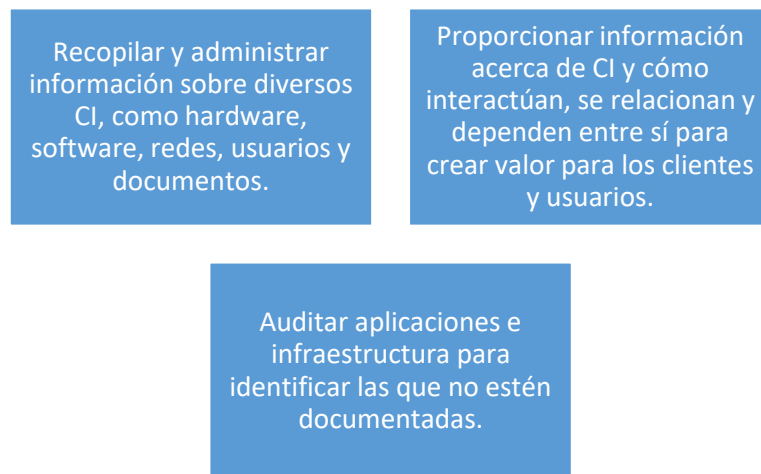 Recopilar y administrar
información sobre diversos
CI, como hardware,
software, redes, usuarios y
documentos.
Proporcionar información
acerca de CI y cómo
interactúan, se relacionan y
dependen entre sí para
crear valor para los clientes
y usuarios.
Auditar aplicaciones e
infraestructura para
identificar las que no estén
documentadas.